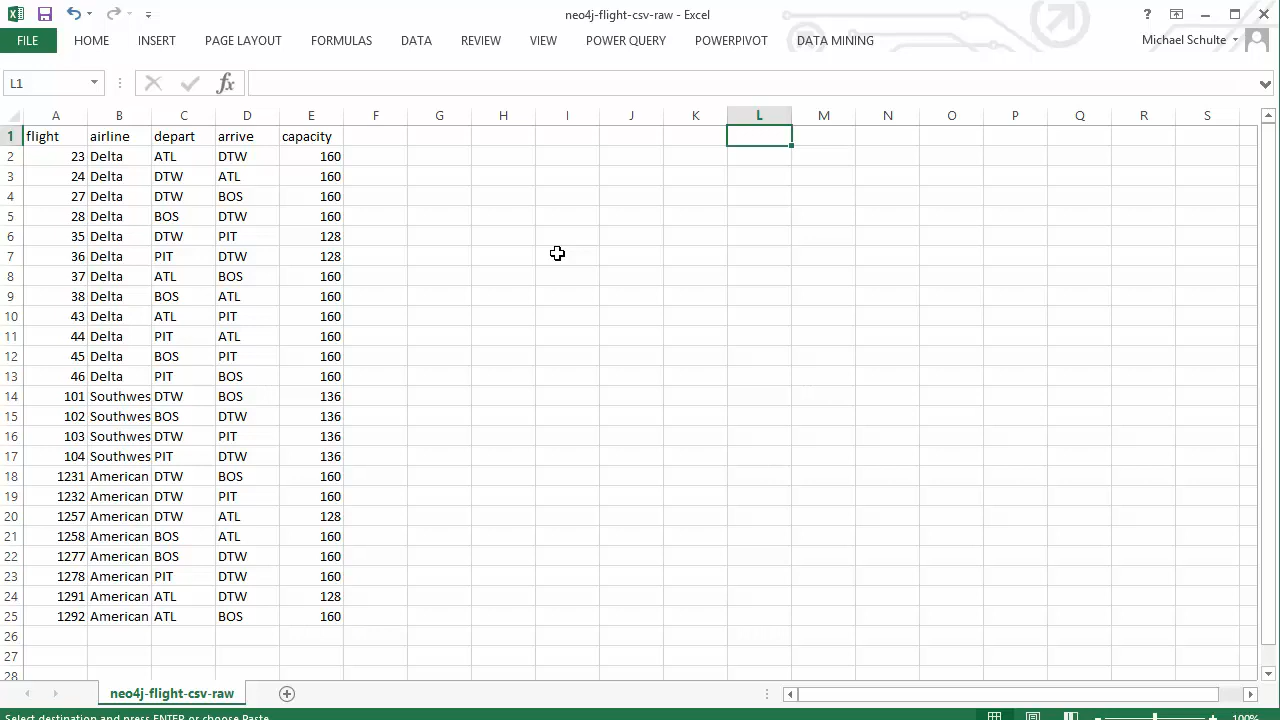 neo4j-flight-csv-raw - Excel
?
FILE HOME INSERT PAGE LAYOUT FORMULAS DATA REVIEW VIEW POWER QUERY POWERPIVOT DATA MINING Michael Schulte
L1 fx
A B C D E F G H I J K L M N O P Q R S
1 flight airline depart arrive capacity
2 23 Delta ATL DTW 160
3 24 Delta DTW ATL 160
4 27 Delta DTW BOS 160
5 28 Delta BOS DTW 160
6 35 Delta DTW PIT 128
7 36 Delta PIT DTW 128
8 37 Delta ATL BOS 160
9 38 Delta BOS ATL 160
10 43 Delta ATL PIT 160
11 44 Delta PIT ATL 160
12 45 Delta BOS PIT 160
13 46 Delta PIT BOS 160
14 101 Southwes DTW BOS 136
15 102 Southwes BOS DTW 136
16 103 Southwes DTW PIT 136
17 104 Southwes PIT DTW 136
18 1231 American DTW BOS 160
19 1232 American DTW PIT 160
20 1257 American DTW ATL 128
21 1258 American BOS ATL 160
22 1277 American BOS DTW 160
23 1278 American PIT DTW 160
24 1291 American ATL DTW 128
25 1292 American ATL BOS 160
26
27
28
neo4j-flight-csv-raw
Select destination and press ENTER or choose Paste 100%